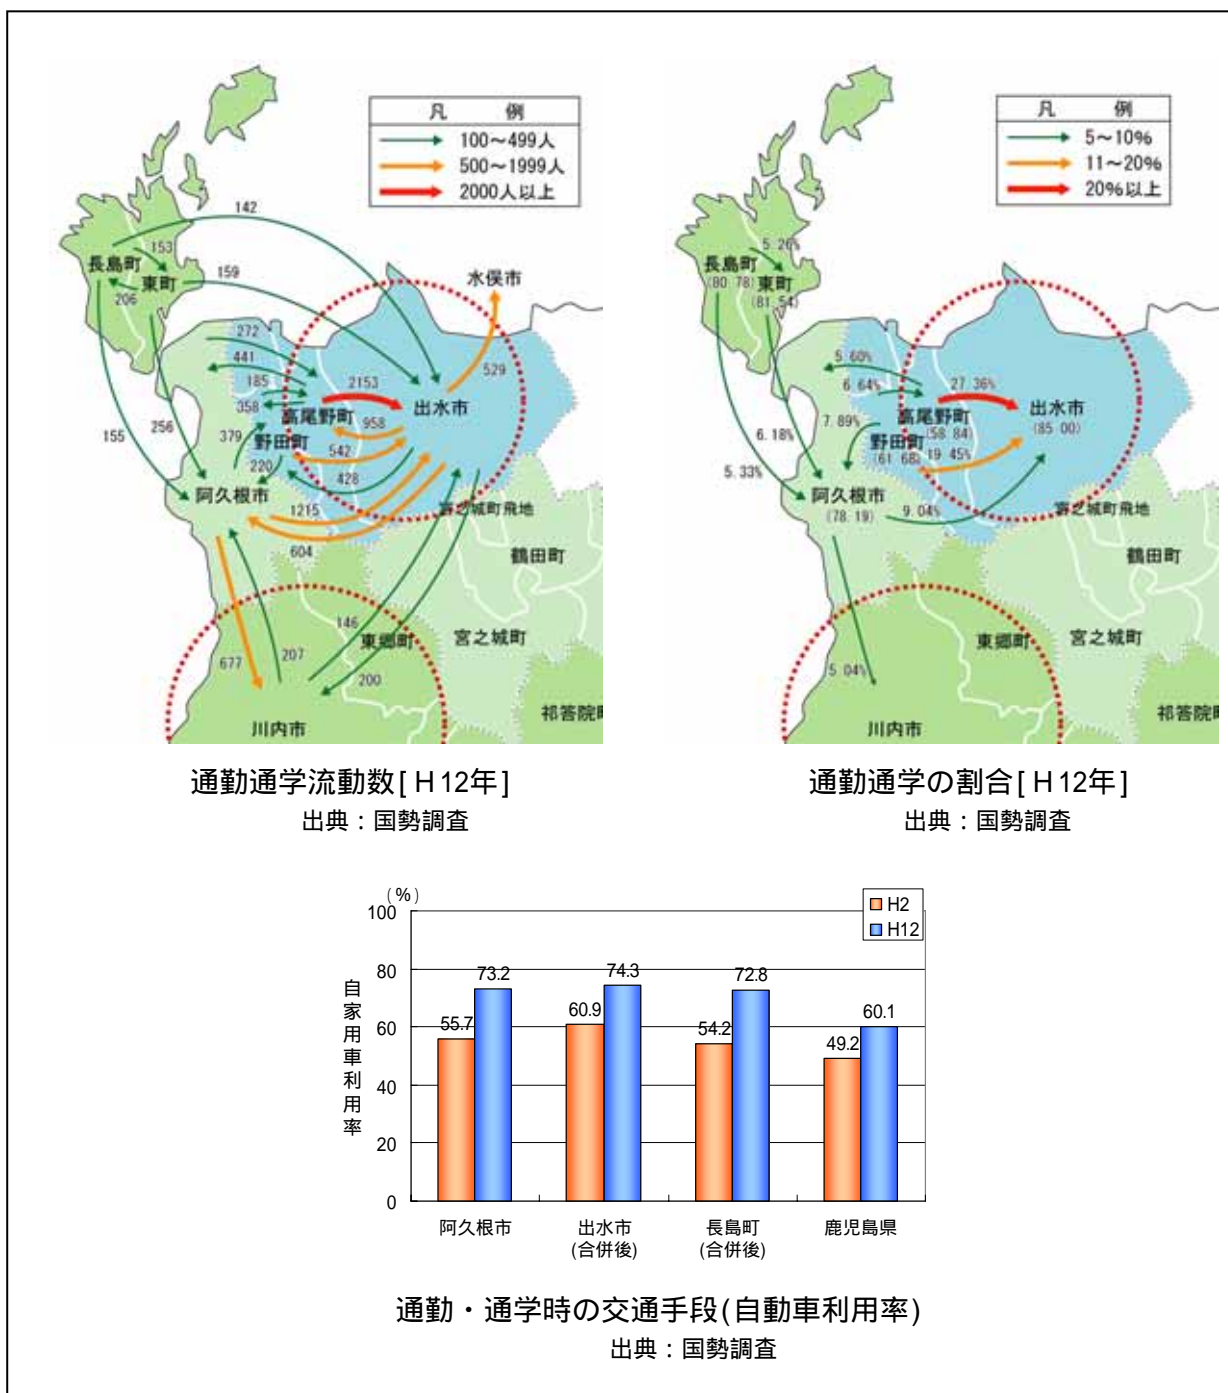 凡 例
100～499人
500～1999人
2000人以上
142
153
長島町
東町
159
206
水俣市
272
441
529
185
2153
358
高尾野町
出水市
958
155
256
379
野田町
542
220
428
阿久根市
1215
宮之城町飛地
604
鶴田町
146
東郷町
宮之城町
677
207
200
川内市
祁答院町
通勤通学流動数[H12年]
出典：国勢調査
凡 例
5～10%
11～20%
20%以上
5.26%
長島町
(80.78)
東町
(81.54)
5.60%
6.64%
27.36%
高尾野町
出水市
7.89%
(58.84)
(85.00)
野田町
6.18%
(61.68)
19.45%
5.33%
阿久根市
(78.19)
9.04%
宮之城町飛地
鶴田町
東郷町
宮之城町
5.04%
川内市
祁答院町
通勤通学の割合[H12年]
出典：国勢調査
(%)
H2
H12
100
80
60
40
20
0
自家用車利用率
55.7
73.2
60.9
74.3
54.2
72.8
49.2
60.1
阿久根市
出水市
(合併後)
長島町
(合併後)
鹿児島県
通勤・通学時の交通手段(自動車利用率)
出典：国勢調査